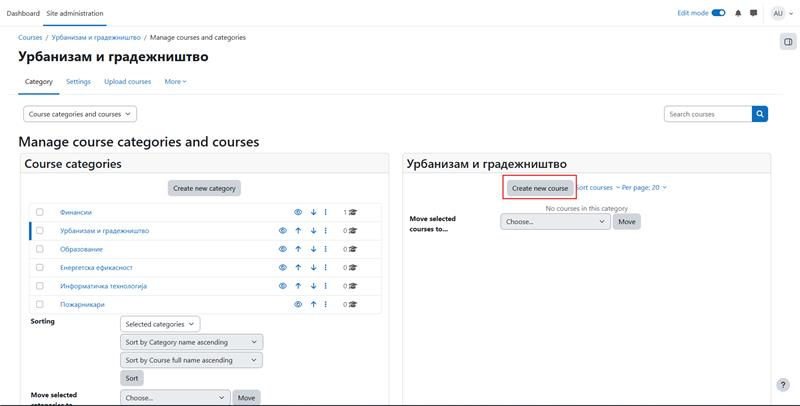 Dashboard Site administration Edit mode AU
Courses / Урбанизам и градежништво / Manage courses and categories
Урбанизам и градежништво
Category Settings Upload courses More
Course categories and courses Search courses
Manage course categories and courses
Course categories
Create new category
Финансии 1
Урбанизам и градежништво 0
Образование 0
Енергетска ефикасност 0
Информатичка технологија 0
Пожарникари 0
Sorting Selected categories
Sort by Category name ascending
Sort by Course full name ascending
Sort
Move selected
categories to
Choose... Move
Урбанизам и градежништво
Create new course Sort courses Per page: 20
No courses in this category
Move selected
courses to...
Choose... Move
?